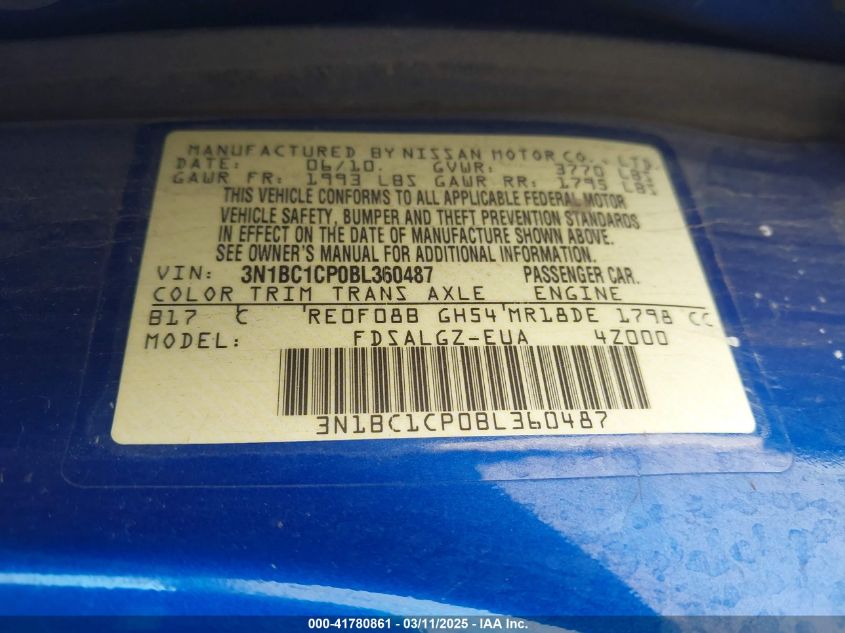 MANUFACTURED BY NISSAN MOTOR CO., LTD.
DATE: 06/10. GVWR: 3770 LBS
GAWR FR: 1993 LBS GAWR RR: 1795 LBS
THIS VEHICLE CONFORMS TO ALL APPLICABLE FEDERAL MOTOR
VEHICLE SAFETY, BUMPER AND THEFT PREVENTION STANDARDS
IN EFFECT ON THE DATE OF MANUFACTURE SHOWN ABOVE.
SEE OWNER'S MANUAL FOR ADDITIONAL INFORMATION.
VIN: 3N1BC1CP0BL360487 PASSENGER CAR.
COLOR TRIM TRANS AXLE ENGINE
B17 C RE0F08B GH54 MR18DE 1798 CC
MODEL: FDSALGZ-EUA 4Z000
3N1BC1CP0BL360487
000-41780861 - 03/11/2025 - IAAI.com